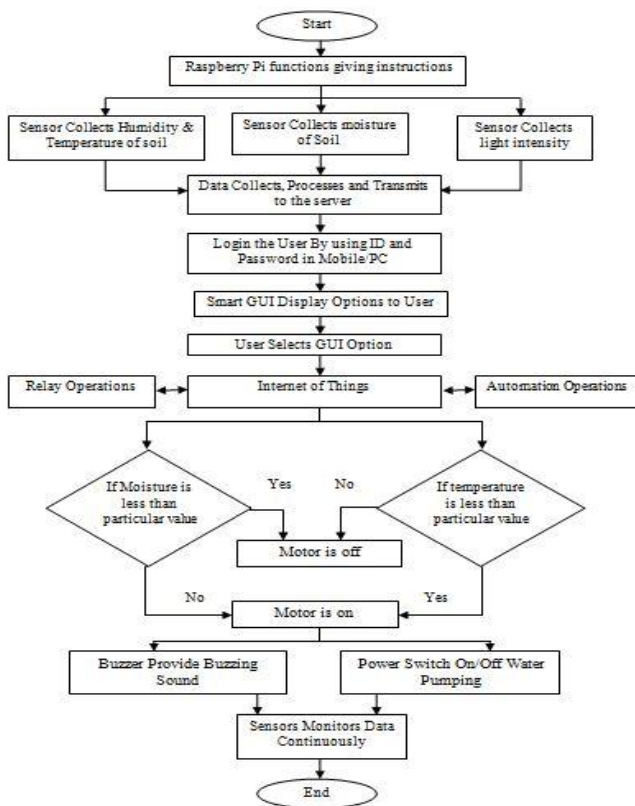 Start
Raspberry Pi functions giving instructions
Sensor Collects Humidity &
Temperature of soil
Sensor Collects moisture
of Soil
Sensor Collects
light intensity
Data Collects, Processes and Transmits
to the server
Login the User By using ID and
Password in Mobile/PC
Smart GUI Display Options to User
User Selects GUI Option
Relay Operations
Internet of Things
Automation Operations
If Moisture is
less than
particular value
Yes
No
If temperature
is less than
particular value
Motor is off
No
Motor is on
Yes
Buzzer Provide Buzzing
Sound
Power Switch On/Off Water
Pumping
Sensors Monitors Data
Continuously
End